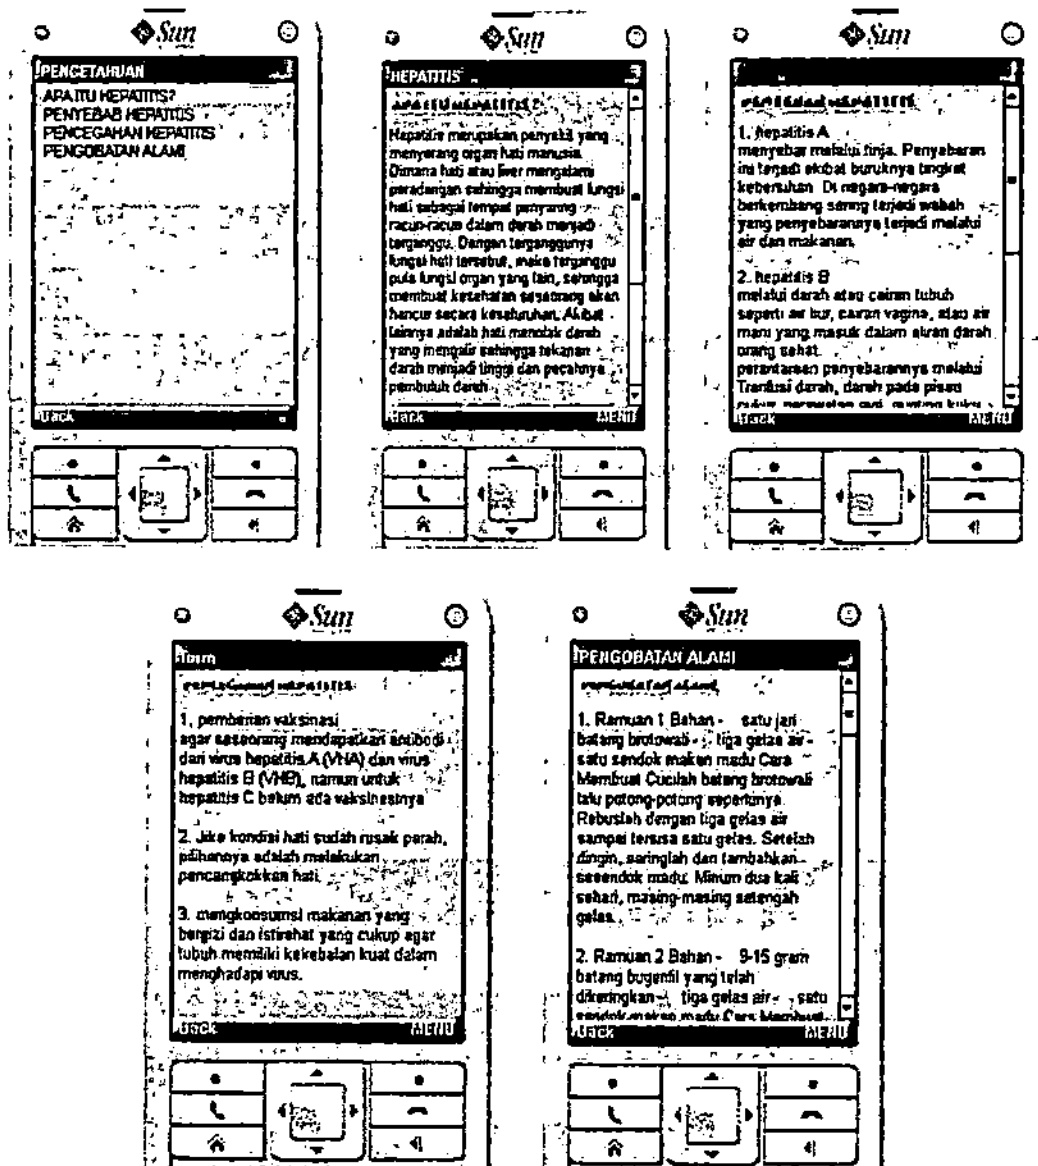 Sun
PENGETAHUAN
APA ITU HEPATITIS?
PENYEBAB HEPATITIS
PENCEGAHAN HEPATITIS
PENGOBATAN ALAMI
Back
Sun
HEPATITIS
APA ITU HEPATITIS?
Hepatitis merupakan penyakit yang
menyerang organ hati manusia.
Dimana hati atau liver mengalami
peradangan sehingga membuat fungsi
hati sebagai tempat penyaring
racun-racun dalam darah menjadi
terganggu. Dengan terganggunya
fungsi hati tersebut, maka terganggu
pula fungsi organ yang lain, sehingga
membuat kesehatan seseorang akan
hancur secara keseluruhan. Akibat
lainnya adalah hati menolak darah
yang mengalir sehingga tekanan
darah menjadi tinggi dan pecahnya
pembuluh darah
Back MENU
Sun
1. hepatitis A
menyebar melalui tinja. Penyebaran
ini terjadi akibat buruknya tingkat
kebersihan. Di negara-negara
berkembang sering terjadi wabah
yang penyebarannya terjadi melalui
air dan makanan.
2. hepatitis B
melalui darah atau cairan tubuh
seperti air liur, cairan vagina, atau air
mani yang masuk dalam aliran darah
orang sehat.
perantaraan penyebarannya melalui
Tranfusi darah, darah pada pisau
Back MENU
Sun
form
1. pemberian vaksinasi
agar seseorang mendapatkan antibodi
dari virus hepatitis A (VHA) dan virus
hepatitis B (VHB), namun untuk
hepatitis C belum ada vaksinasinya
2. Jika kondisi hati sudah rusak parah,
pilihannya adalah melakukan
pencangkokkan hati.
3. mengkonsumsi makanan yang
bergizi dan istirahat yang cukup agar
tubuh memiliki kekebalan kuat dalam
menghadapi virus.
Back MENU
Sun
PENGOBATAN ALAMI
1. Ramuan 1 Bahan - satu jari
batang brotowali - tiga gelas air -
satu sendok makan madu Cara
Membuat Cucilah batang brotowali
lalu potong-potong seperlunya.
Rebuslah dengan tiga gelas air
sampai tersisa satu gelas. Setelah
dingin, saringlah dan tambahkan
sesendok madu. Minum dua kali
sehari, masing-masing setengah
gelas.
2. Ramuan 2 Bahan - 9-15 gram
batang bugenfil yang telah
dikeringkan - tiga gelas air - satu
sendok makan madu Cara Membuat
Back MENU